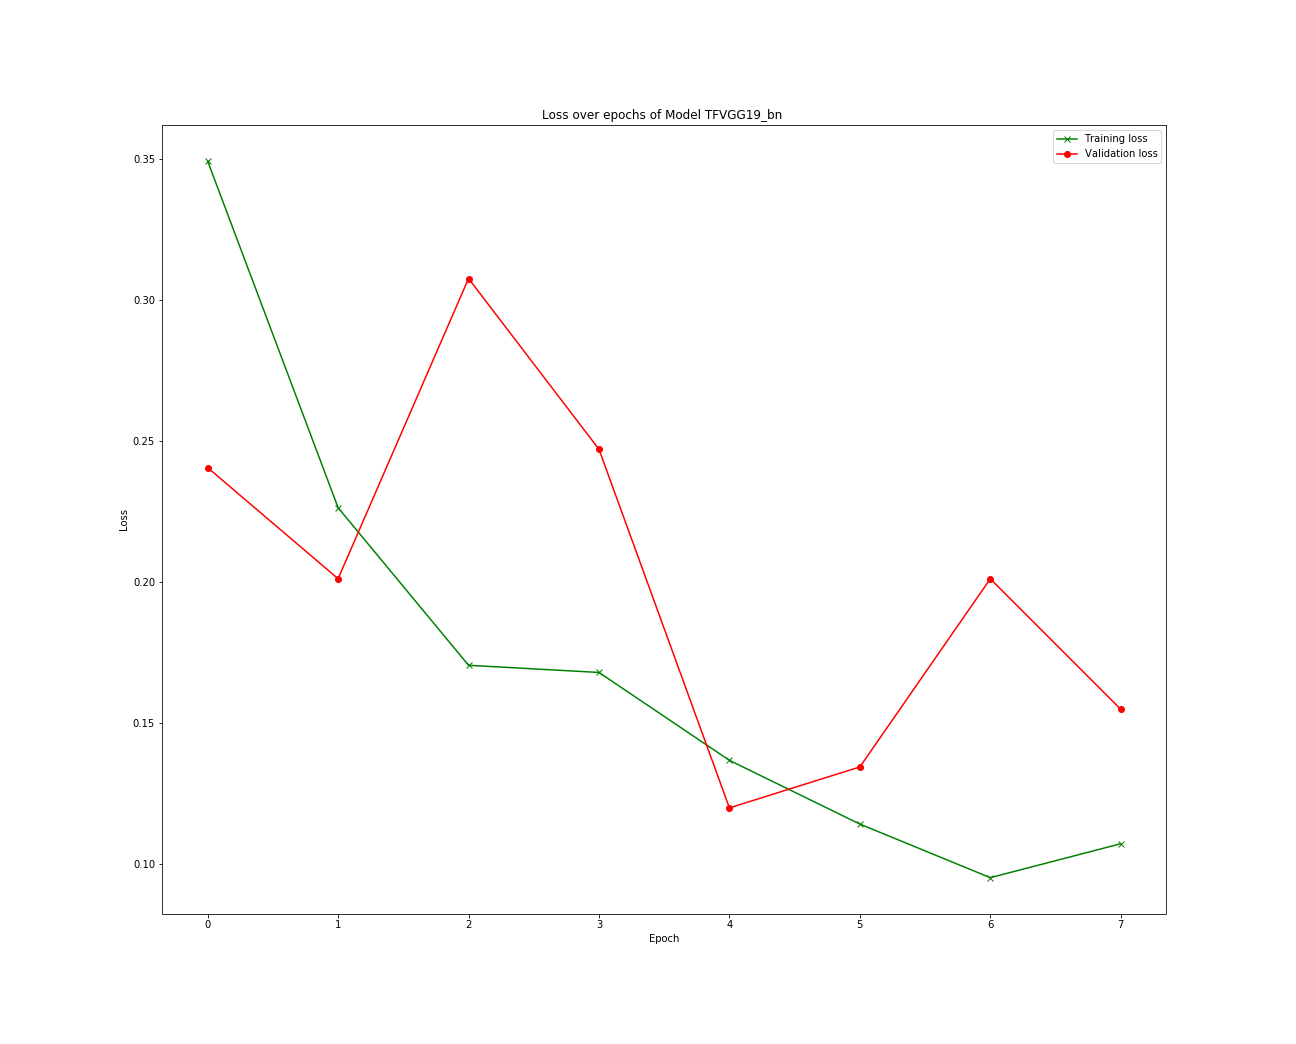 Loss over epochs of Model TFVGG19_bn
Training loss
Validation loss
0.35
0.30
0.25
0.20
0.15
0.10
Loss
0 1 2 3 4 5 6 7
Epoch